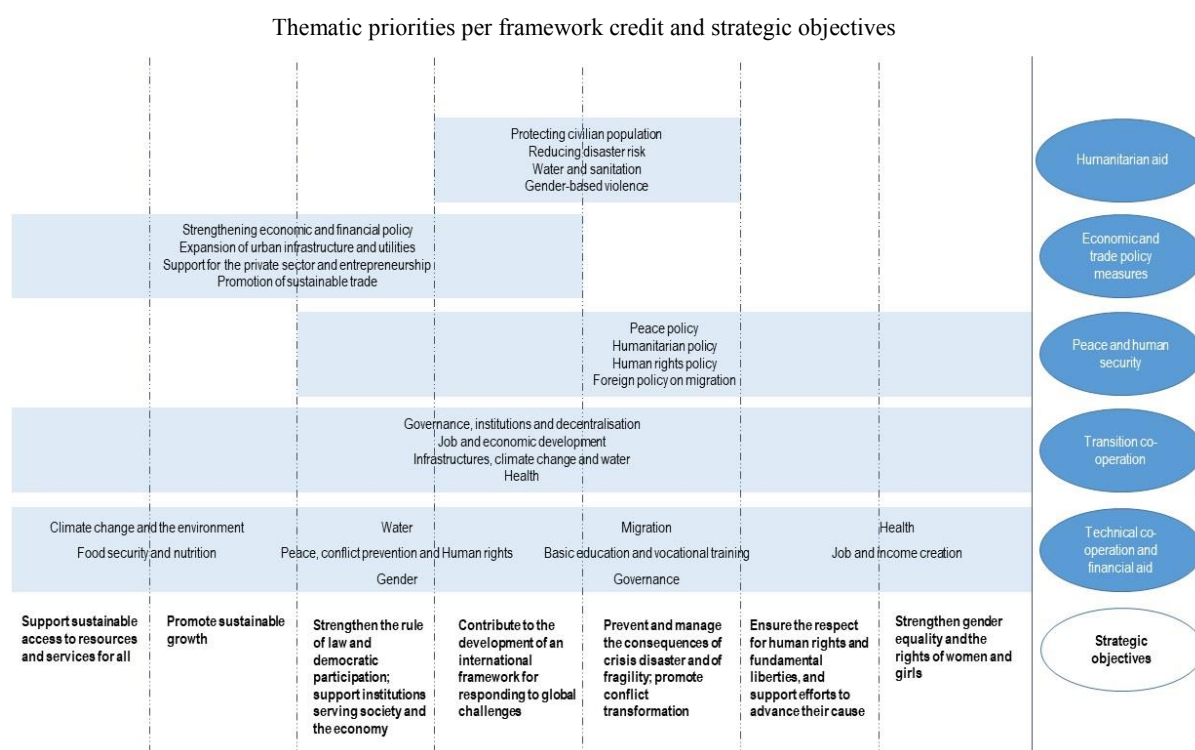 Thematic priorities per framework credit and strategic objectives
Protecting civilian population
Reducing disaster risk
Water and sanitation
Gender-based violence
Humanitarian aid
Strengthening economic and financial policy
Expansion of urban infrastructure and utilities
Support for the private sector and entrepreneurship
Promotion of sustainable trade
Economic and
trade policy
measures
Peace policy
Humanitarian policy
Human rights policy
Foreign policy on migration
Peace and human
security
Governance, institutions and decentralisation
Job and economic development
Infrastructures, climate change and water
Health
Transition co-
operation
Climate change and the environment
Water
Migration
Health
Food security and nutrition
Peace, conflict prevention and Human rights
Basic education and vocational training
Job and income creation
Gender
Governance
Technical co-
operation and
financial aid
Support sustainable
access to resources
and services for all
Promote sustainable
growth
Strengthen the rule
of law and
democratic
participation;
support institutions
serving society and
the economy
Contribute to the
development of an
international
framework for
responding to global
challenges
Prevent and manage
the consequences of
crisis disaster and of
fragility; promote
conflict
transformation
Ensure the respect
for human rights and
fundamental
liberties, and
support efforts to
advance their cause
Strengthen gender
equality and the
rights of women and
girls
Strategic
objectives